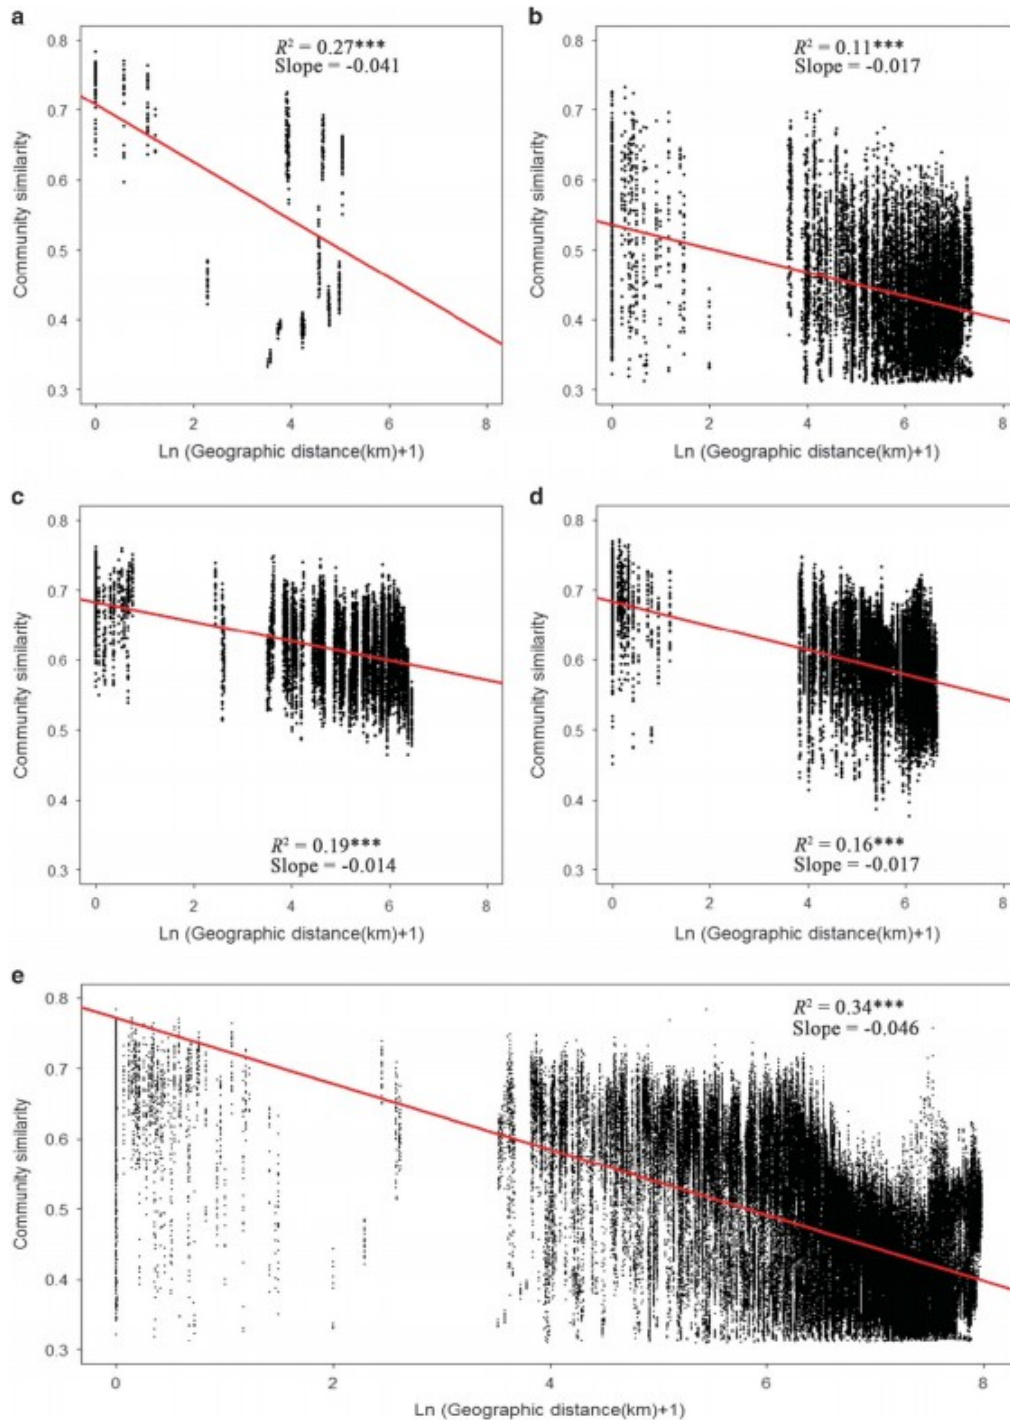 a
R² = 0.27***
Slope = -0.041
Community similarity
0.8
0.7
0.6
0.5
0.4
0.3
0 2 4 6 8
Ln (Geographic distance(km)+1)
b
R² = 0.11***
Slope = -0.017
Community similarity
0.8
0.7
0.6
0.5
0.4
0.3
0 2 4 6 8
Ln (Geographic distance(km)+1)
c
Community similarity
0.8
0.7
0.6
0.5
0.4
0.3
R² = 0.19***
Slope = -0.014
0 2 4 6 8
Ln (Geographic distance(km)+1)
d
Community similarity
0.8
0.7
0.6
0.5
0.4
0.3
R² = 0.16***
Slope = -0.017
0 2 4 6 8
Ln (Geographic distance(km)+1)
e
R² = 0.34***
Slope = -0.046
Community similarity
0.8
0.7
0.6
0.5
0.4
0.3
0 2 4 6 8
Ln (Geographic distance(km)+1)